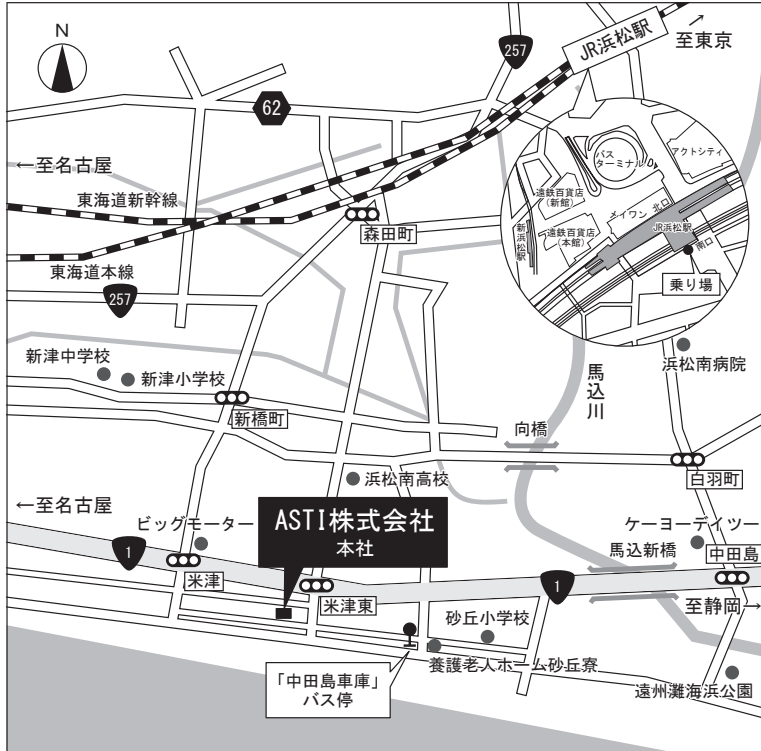 N
257
JR浜松駅
至東京
62
←至名古屋
東海道新幹線
東海道本線
森田町
257
バス
ターミナル
アクトシティ
遠鉄百貨店
(新館)
メイワン
北口
新浜松駅
遠鉄百貨店
(本館)
JR浜松駅
南口
乗り場
新津中学校
新津小学校
新橋町
馬込川
浜松南病院
向橋
白羽町
浜松南高校
←至名古屋
ビッグモーター
ASTI株式会社
本社
ケーヨーデイツー
馬込新橋
中田島
1
米津
米津東
1
至静岡→
砂丘小学校
養護老人ホーム砂丘寮
「中田島車庫」
バス停
遠州灘海浜公園